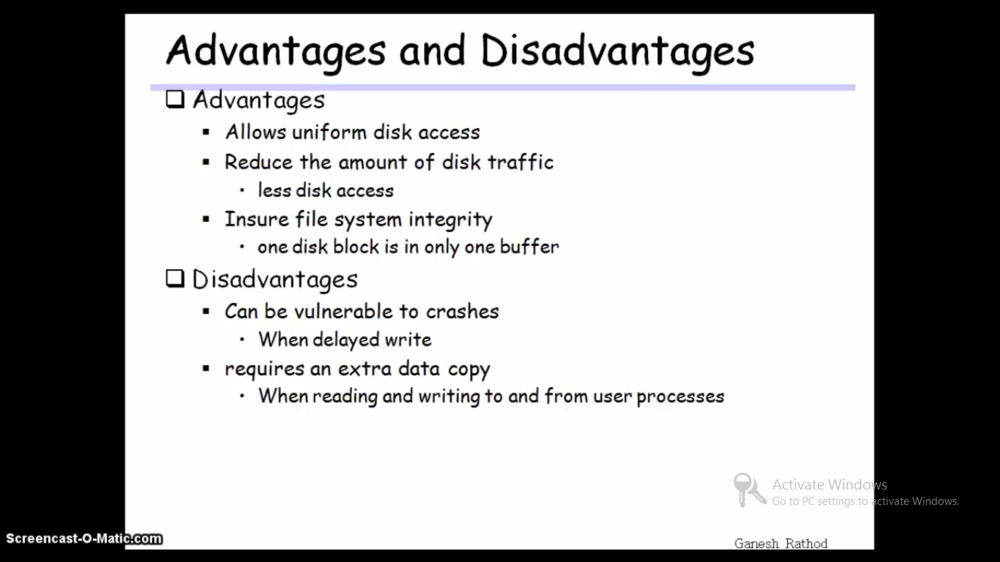 Advantages and Disadvantages
Advantages
Allows uniform disk access
Reduce the amount of disk traffic
less disk access
Insure file system integrity
one disk block is in only one buffer
Disadvantages
Can be vulnerable to crashes
When delayed write
requires an extra data copy
When reading and writing to and from user processes
Activate Windows
Go to PC settings to activate Windows.
Screencast-O-Matic.com
Ganesh Rathod